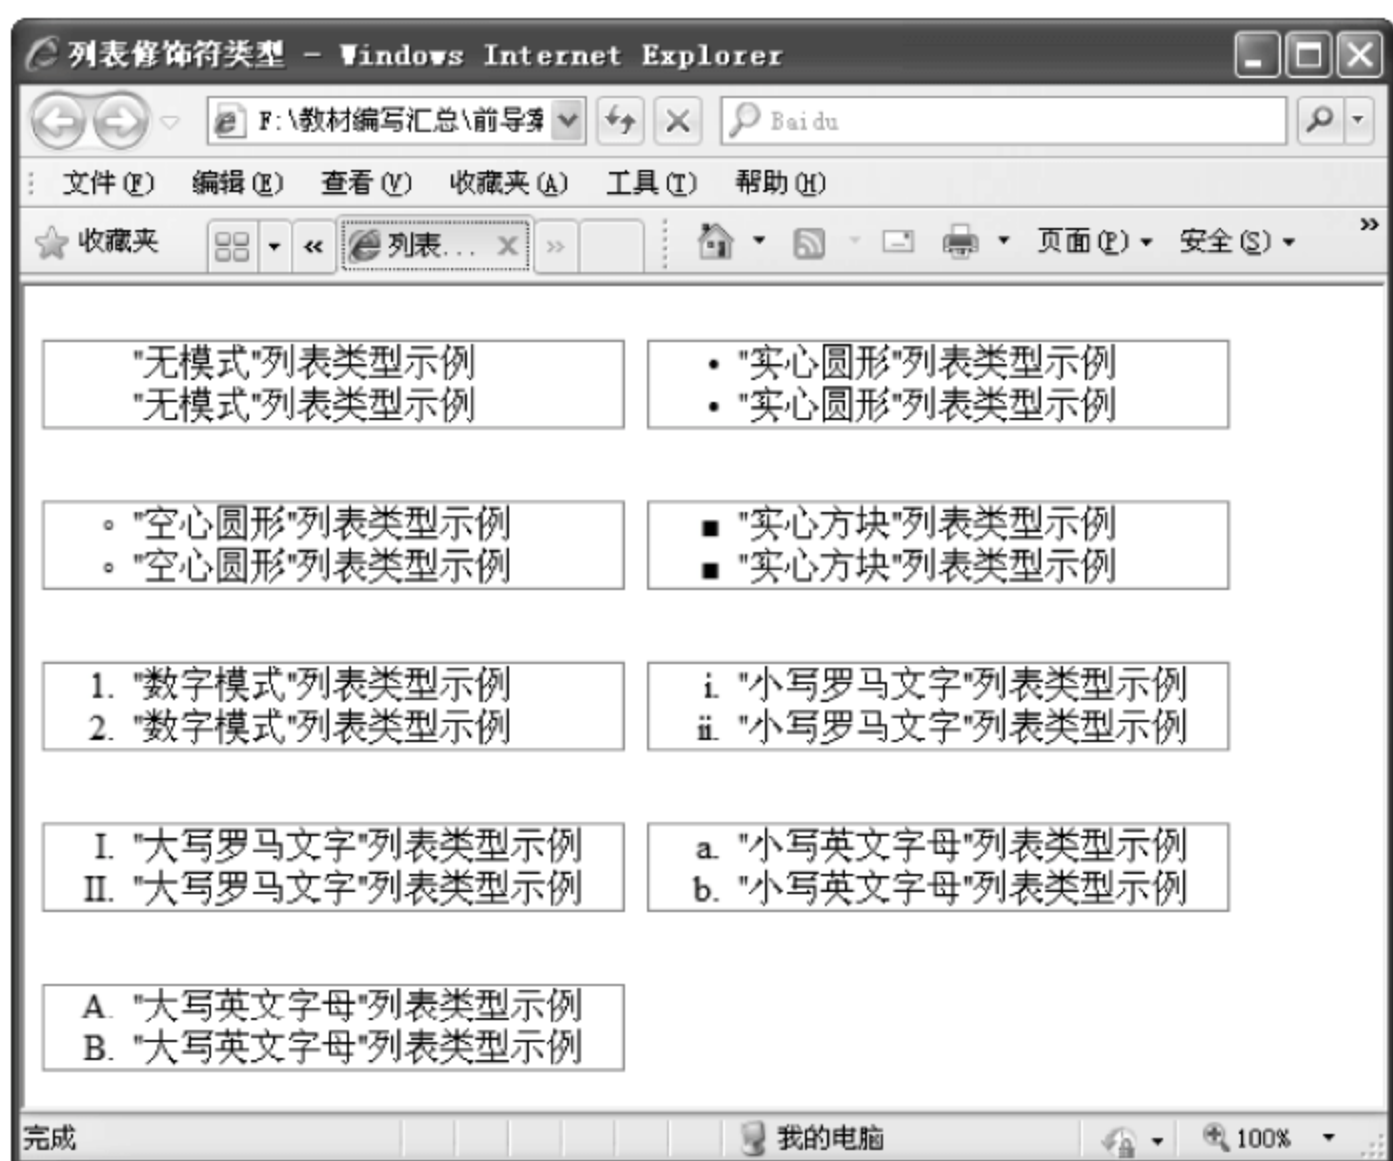 列表修饰符类型 - Windows Internet Explorer
F:\教材编写汇总\前导案
Baidu
文件(F) 编辑(E) 查看(V) 收藏夹(A) 工具(T) 帮助(H)
收藏夹 列表... 页面(P) 安全(S)
"无模式"列表类型示例
"无模式"列表类型示例
• "实心圆形"列表类型示例
• "实心圆形"列表类型示例
◦ "空心圆形"列表类型示例
◦ "空心圆形"列表类型示例
■ "实心方块"列表类型示例
■ "实心方块"列表类型示例
1. "数字模式"列表类型示例
2. "数字模式"列表类型示例
i. "小写罗马文字"列表类型示例
ii. "小写罗马文字"列表类型示例
I. "大写罗马文字"列表类型示例
II. "大写罗马文字"列表类型示例
a. "小写英文字母"列表类型示例
b. "小写英文字母"列表类型示例
A. "大写英文字母"列表类型示例
B. "大写英文字母"列表类型示例
完成 我的电脑 100%